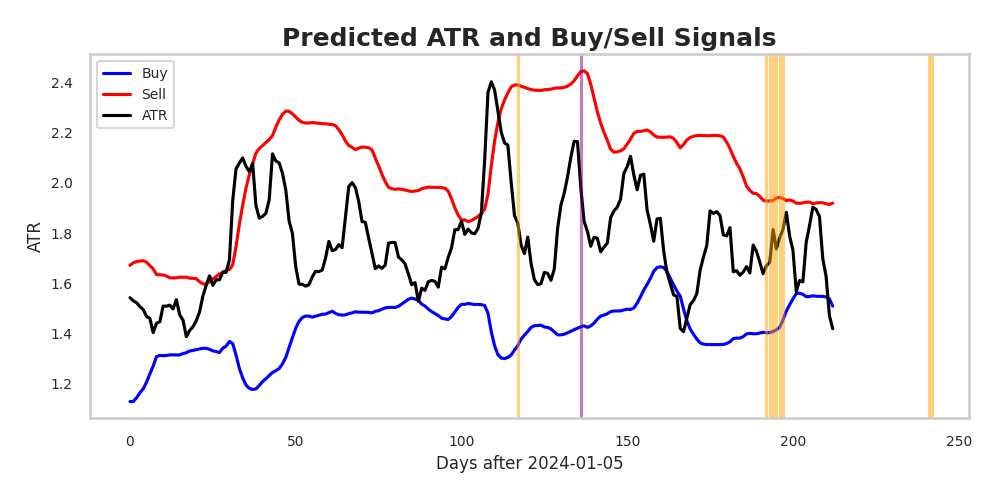 Predicted ATR and Buy/Sell Signals
Buy
Sell
ATR
ATR
2.4
2.2
2.0
1.8
1.6
1.4
1.2
0 50 100 150 200 250
Days after 2024-01-05